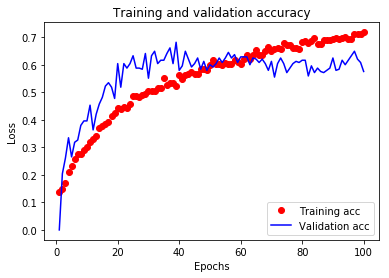 Training and validation accuracy
Loss
0.7
0.6
0.5
0.4
0.3
0.2
0.1
0.0
Training acc
Validation acc
0 20 40 60 80 100
Epochs